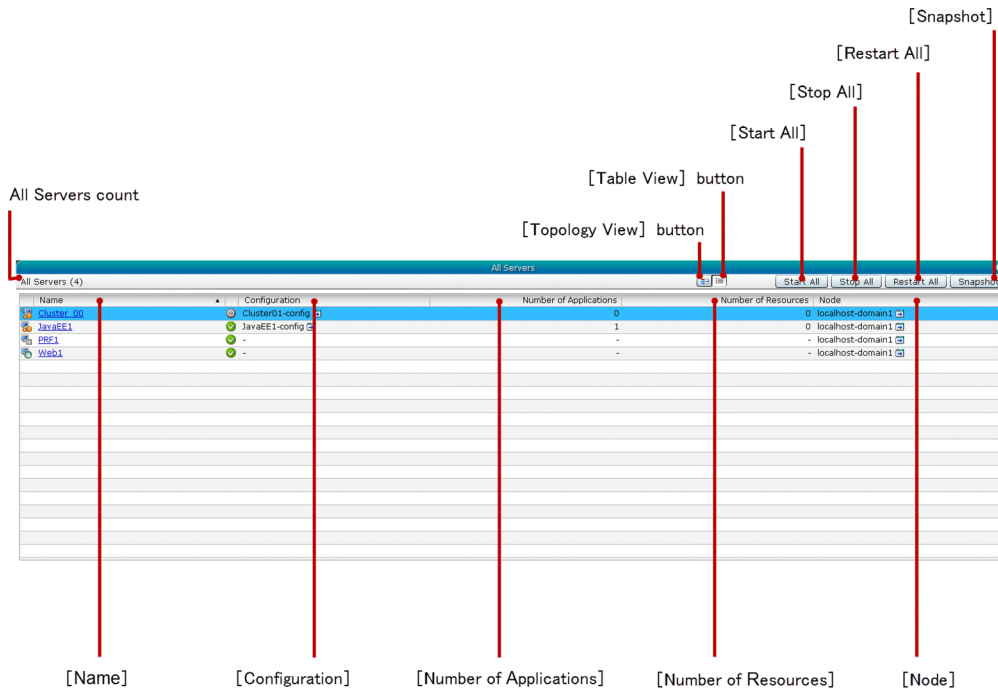 [Snapshot]
[Restart All]
[Stop All]
[Start All]
[Table View] button
All Servers count
[Topology View] button
All Servers
All Servers (4)
Start All Stop All Restart All Snapshot
Name Configuration Number of Applications Number of Resources Node
Cluster_00 Cluster01-config 0 0 localhost-domain1
JavaEE1 JavaEE1-config 1 0 localhost-domain1
PRF1 - - - localhost-domain1
Web1 - - - localhost-domain1
[Name] [Configuration] [Number of Applications] [Number of Resources] [Node]